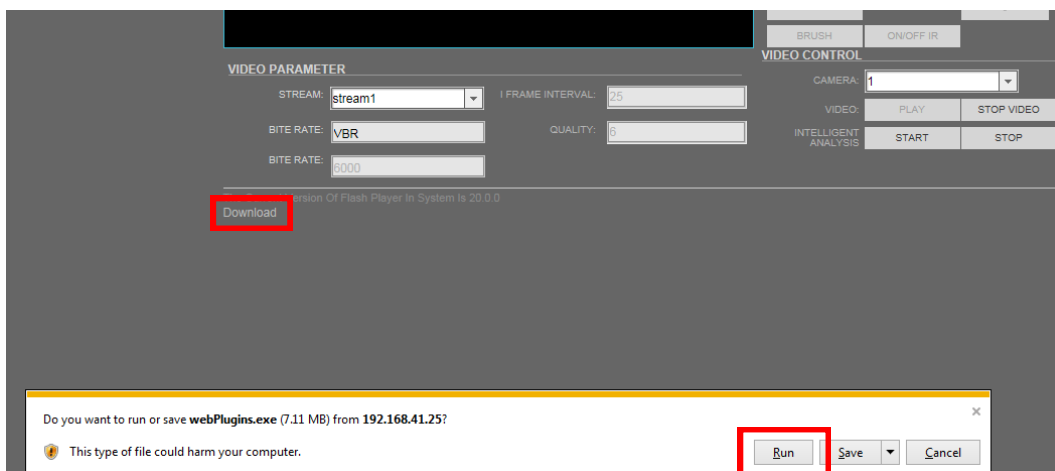 BRUSH ON/OFF IR
VIDEO CONTROL
VIDEO PARAMETER
CAMERA: 1
STREAM: stream1 I FRAME INTERVAL: 25
VIDEO: PLAY STOP VIDEO
BITE RATE: VBR QUALITY: 6
INTELLIGENT ANALYSIS START STOP
BITE RATE: 6000
Of Flash Player In System Is 20.0.0
Download
Do you want to run or save webPlugins.exe (7.11 MB) from 192.168.41.25?
This type of file could harm your computer.
Run Save Cancel